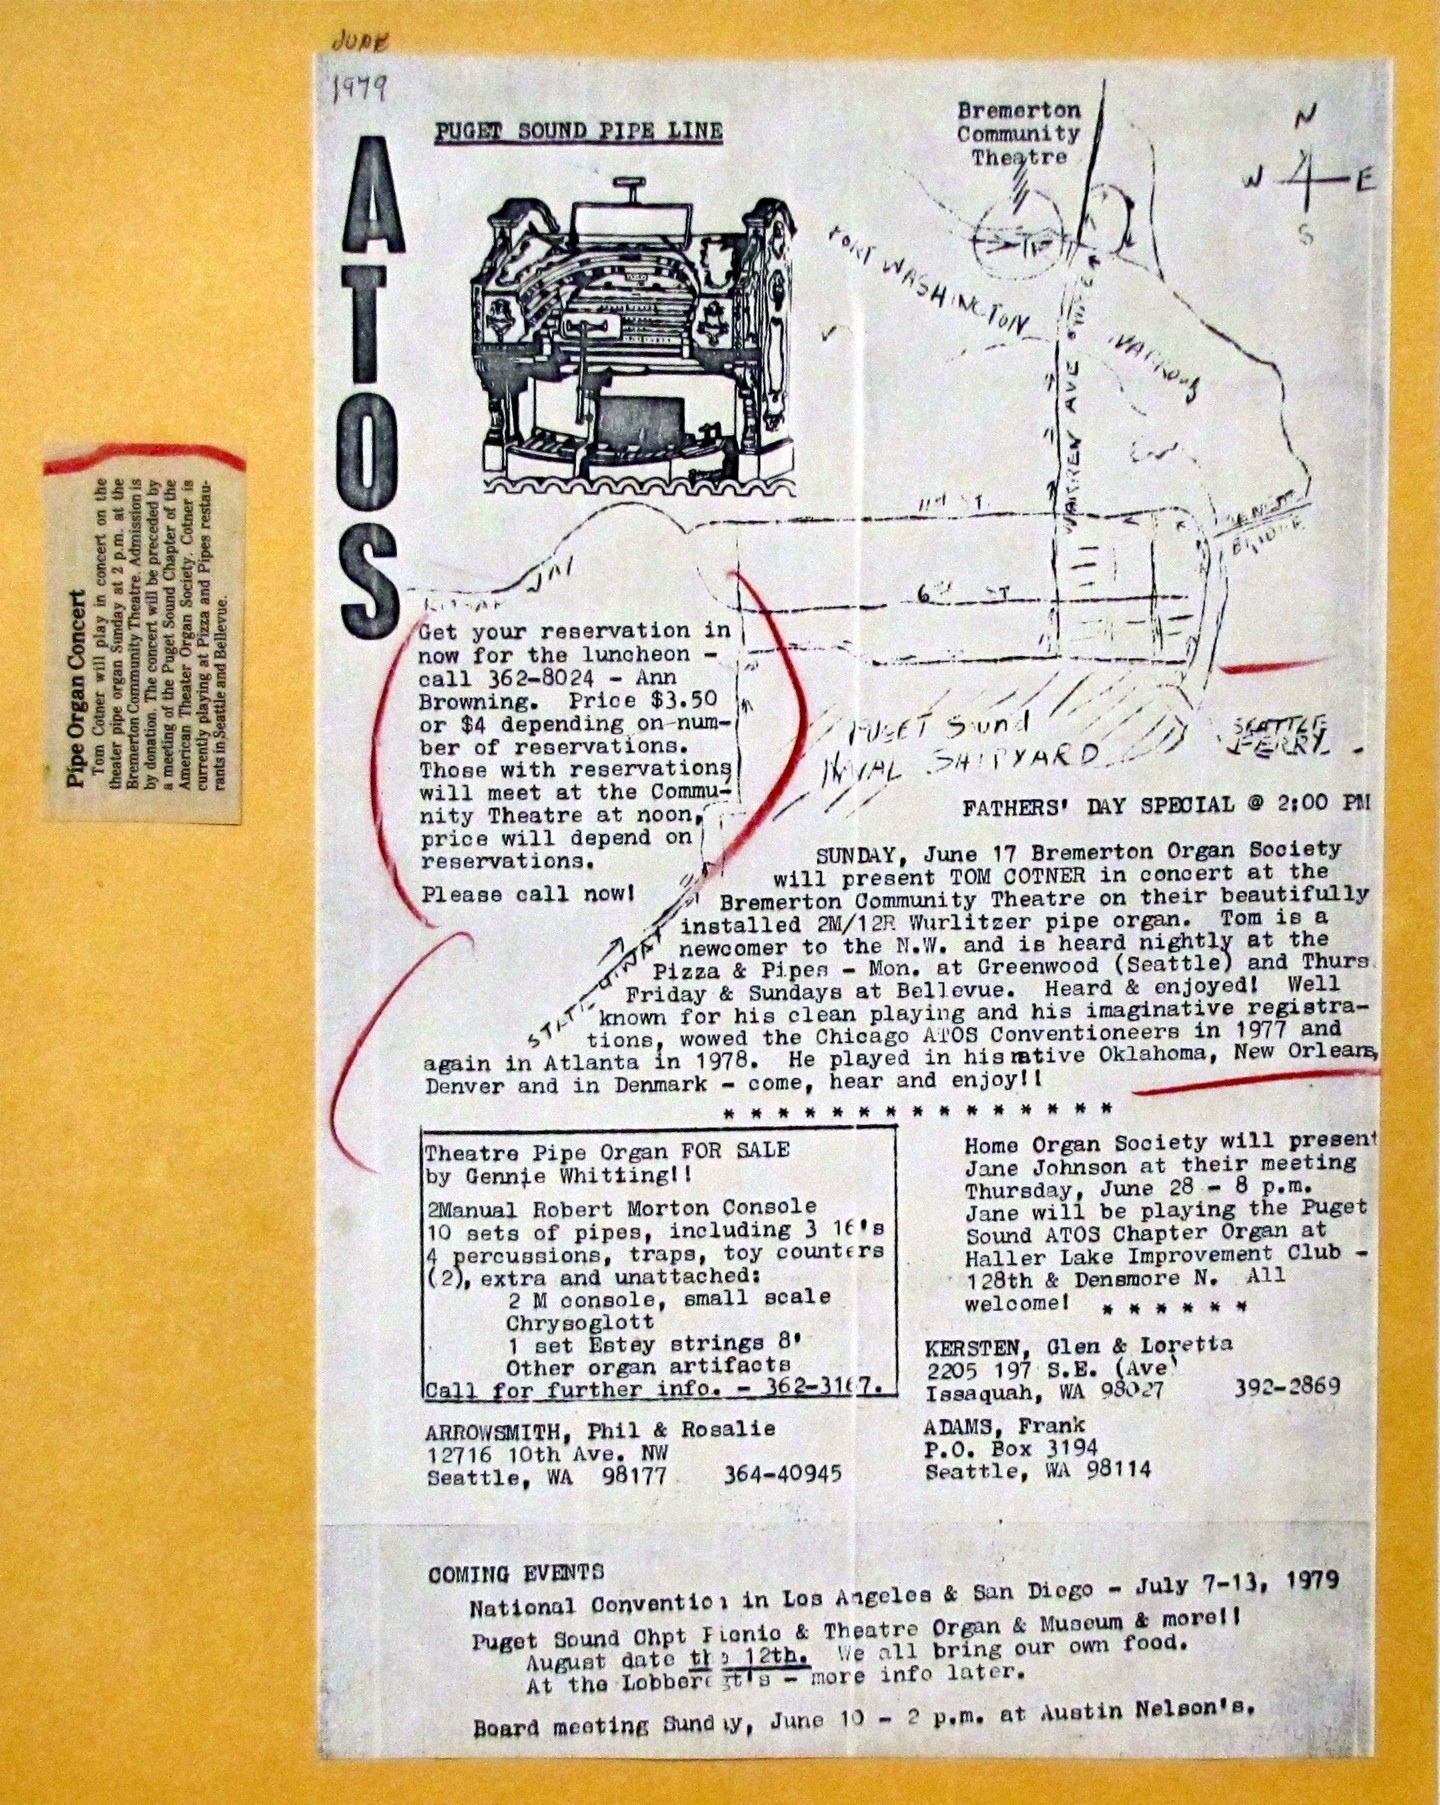 JUNE
1979
ATOS
PUGET SOUND PIPE LINE
Bremerton
Community
Theatre
N
W E
S
PORT WASHINGTON
NARROWS
WARREN AVE
11th ST.
6th ST
BRIDGE
PUGET Sound
NAVAL SHIPYARD
SEATTLE
FERRY
Pipe Organ Concert
Tom Cotner will play in concert on the
theater pipe organ Sunday at 2 p.m. at the
Bremerton Community Theatre. Admission is
by donation. The concert will be preceded by
a meeting of the Puget Sound Chapter of the
American Theater Organ Society. Cotner is
currently playing at Pizza and Pipes restau-
rants in Seattle and Bellevue.
Get your reservation in
now for the luncheon -
call 362-8024 - Ann
Browning. Price $3.50
or $4 depending on num-
ber of reservations.
Those with reservations
will meet at the Commu-
nity Theatre at noon,
price will depend on
reservations.
Please call now!
FATHERS' DAY SPECIAL @ 2:00 PM
SUNDAY, June 17 Bremerton Organ Society
will present TOM COTNER in concert at the
Bremerton Community Theatre on their beautifully
installed 2M/12R Wurlitzer pipe organ. Tom is a
newcomer to the N.W. and is heard nightly at the
Pizza & Pipes - Mon. at Greenwood (Seattle) and Thurs.
Friday & Sundays at Bellevue. Heard & enjoyed! Well
known for his clean playing and his imaginative registra-
tions, wowed the Chicago ATOS Conventioneers in 1977 and
again in Atlanta in 1978. He played in his native Oklahoma, New Orleans,
Denver and in Denmark - come, hear and enjoy!!
* * * * * * * * * * * * * * *
Theatre Pipe Organ FOR SALE
by Gennie Whitting!!
2Manual Robert Morton Console
10 sets of pipes, including 3 16's
4 percussions, traps, toy counters
(2), extra and unattached:
2 M console, small scale
Chrysoglott
1 set Estey strings 8'
Other organ artifacts
Call for further info. - 362-3167.
Home Organ Society will present
Jane Johnson at their meeting
Thursday, June 28 - 8 p.m.
Jane will be playing the Puget
Sound ATOS Chapter Organ at
Haller Lake Improvement Club -
128th & Densmore N. All
welcome! * * * * * *
KERSTEN, Glen & Loretta
2205 197 S.E. (Ave)
Issaquah, WA 98027 392-2869
ARROWSMITH, Phil & Rosalie
12716 10th Ave. NW
Seattle, WA 98177 364-40945
ADAMS, Frank
P.O. Box 3194
Seattle, WA 98114
COMING EVENTS
National Convention in Los Angeles & San Diego - July 7-13, 1979
Puget Sound Chpt Picnic & Theatre Organ & Museum & more!!
August date the 12th. We all bring our own food.
At the - more info later.
Board meeting Sunday, June 10 - 2 p.m. at Austin Nelson's.